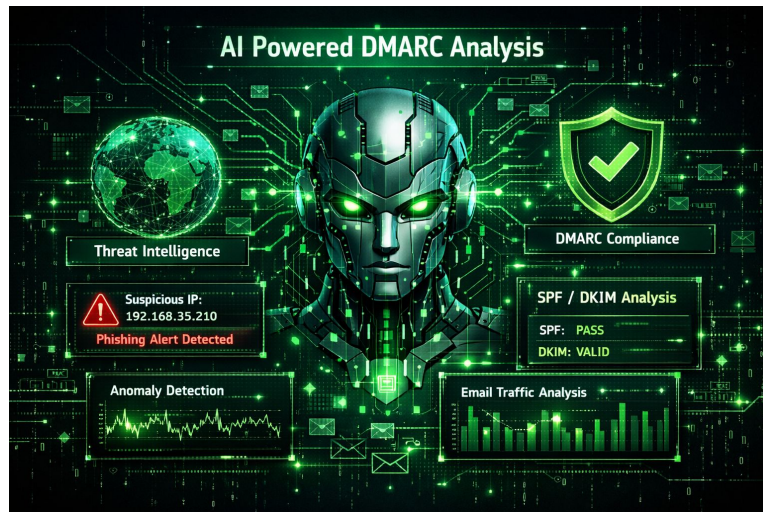 AI Powered DMARC Analysis
Threat Intelligence
DMARC Compliance
Suspicious IP:
192.168.35.210
Phishing Alert Detected
SPF / DKIM Analysis
SPF: PASS
DKIM: VALID
Anomaly Detection
Email Traffic Analysis